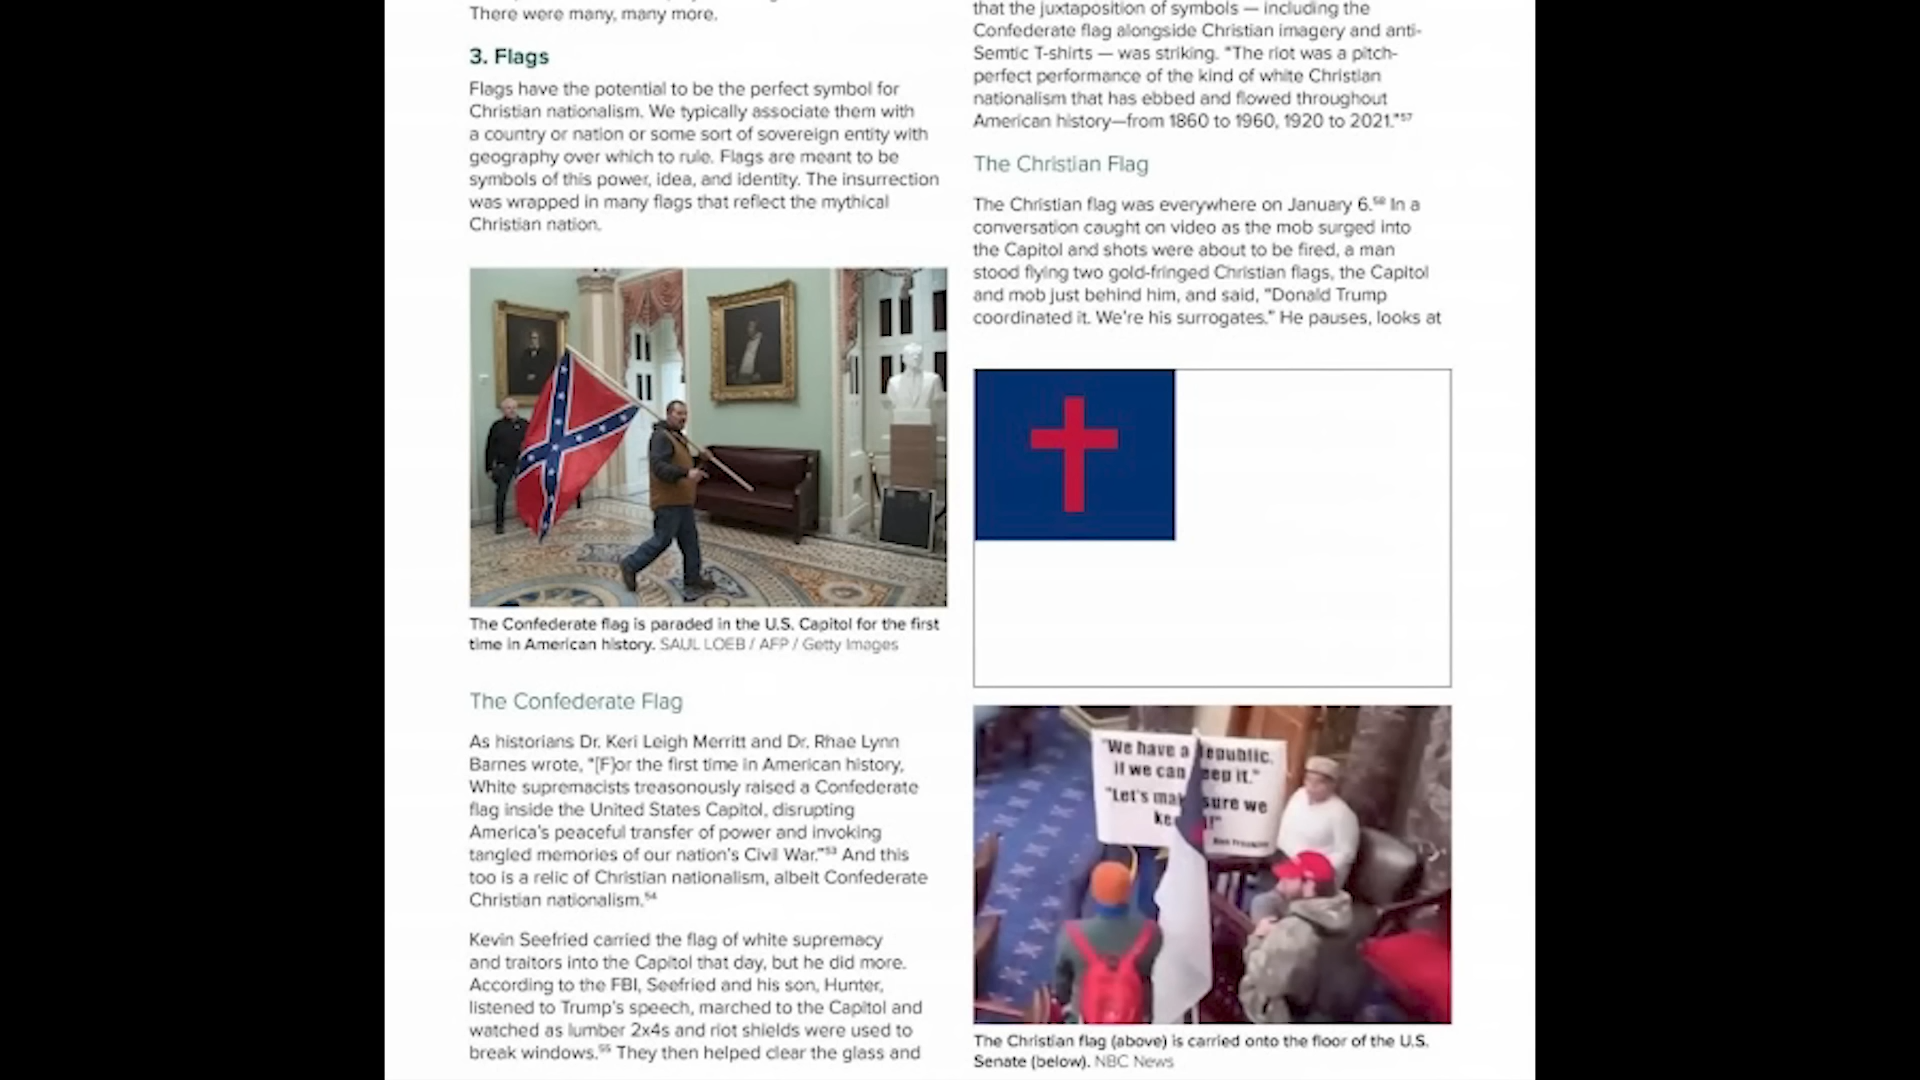 There were many, many more.
3. Flags
Flags have the potential to be the perfect symbol for
Christian nationalism. We typically associate them with
a country or nation or some sort of sovereign entity with
geography over which to rule. Flags are meant to be
symbols of this power, idea, and identity. The insurrection
was wrapped in many flags that reflect the mythical
Christian nation.
The Confederate flag is paraded in the U.S. Capitol for the first
time in American history. SAUL LOEB / AFP / Getty Images
The Confederate Flag
As historians Dr. Keri Leigh Merritt and Dr. Rhae Lynn
Barnes wrote, "[F]or the first time in American history,
White supremacists treasonously raised a Confederate
flag inside the United States Capitol, disrupting
America's peaceful transfer of power and invoking
tangled memories of our nation's Civil War."53 And this
too is a relic of Christian nationalism, albeit Confederate
Christian nationalism.54
Kevin Seefried carried the flag of white supremacy
and traitors into the Capitol that day, but he did more.
According to the FBI, Seefried and his son, Hunter,
listened to Trump's speech, marched to the Capitol and
watched as lumber 2x4s and riot shields were used to
break windows.55 They then helped clear the glass and
that the juxtaposition of symbols — including the
Confederate flag alongside Christian imagery and anti-
Semtic T-shirts — was striking. "The riot was a pitch-
perfect performance of the kind of white Christian
nationalism that has ebbed and flowed throughout
American history—from 1860 to 1960, 1920 to 2021."57
The Christian Flag
The Christian flag was everywhere on January 6.58 In a
conversation caught on video as the mob surged into
the Capitol and shots were about to be fired, a man
stood flying two gold-fringed Christian flags, the Capitol
and mob just behind him, and said, "Donald Trump
coordinated it. We're his surrogates." He pauses, looks at
"We have a republic,
if we can keep it."
"Let's make sure we
The Christian flag (above) is carried onto the floor of the U.S.
Senate (below). NBC News